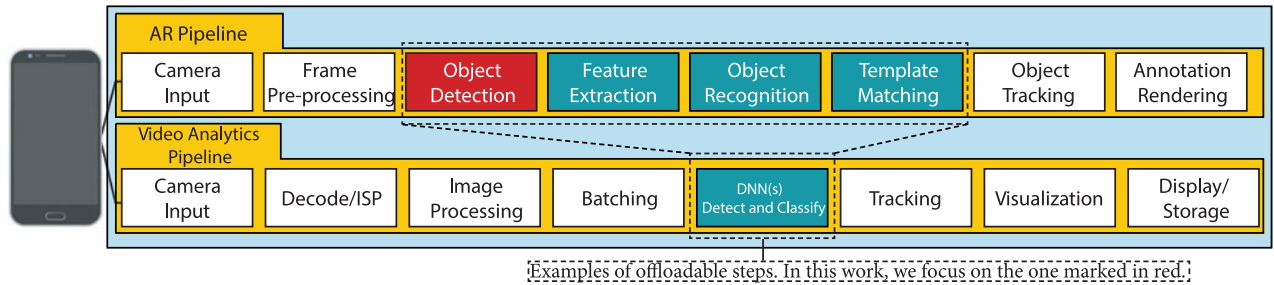 AR Pipeline
Camera
Input
Frame
Pre-processing
Object
Detection
Feature
Extraction
Object
Recognition
Template
Matching
Object
Tracking
Annotation
Rendering
Video Analytics
Pipeline
Camera
Input
Decode/ISP
Image
Processing
Batching
DNN(s)
Detect and Classify
Tracking
Visualization
Display/
Storage
Examples of offloadable steps. In this work, we focus on the one marked in red.